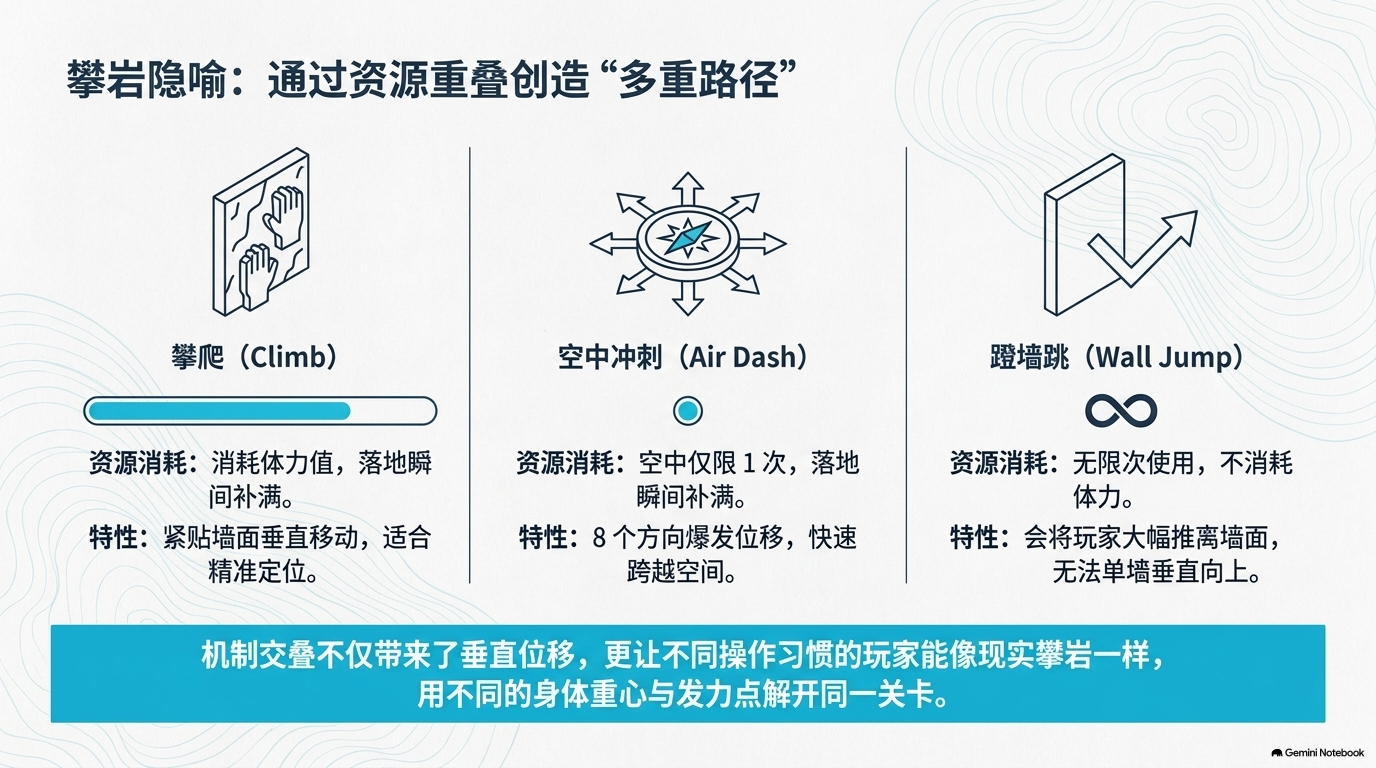 攀岩隐喻：通过资源重叠创造“多重路径”
攀爬（Climb）
资源消耗：消耗体力值，落地瞬
间补满。
特性：紧贴墙面垂直移动，适合
精准定位。
空中冲刺（Air Dash）
资源消耗：空中仅限 1 次，落地
瞬间补满。
特性：8 个方向爆发位移，快速
跨越空间。
蹬墙跳（Wall Jump）
资源消耗：无限次使用，不消耗
体力。
特性：会将玩家大幅推离墙面，
无法单墙垂直向上。
机制交叠不仅带来了垂直位移，更让不同操作习惯的玩家能像现实攀岩一样，
用不同的身体重心与发力点解开同一关卡。
Gemini Notebook